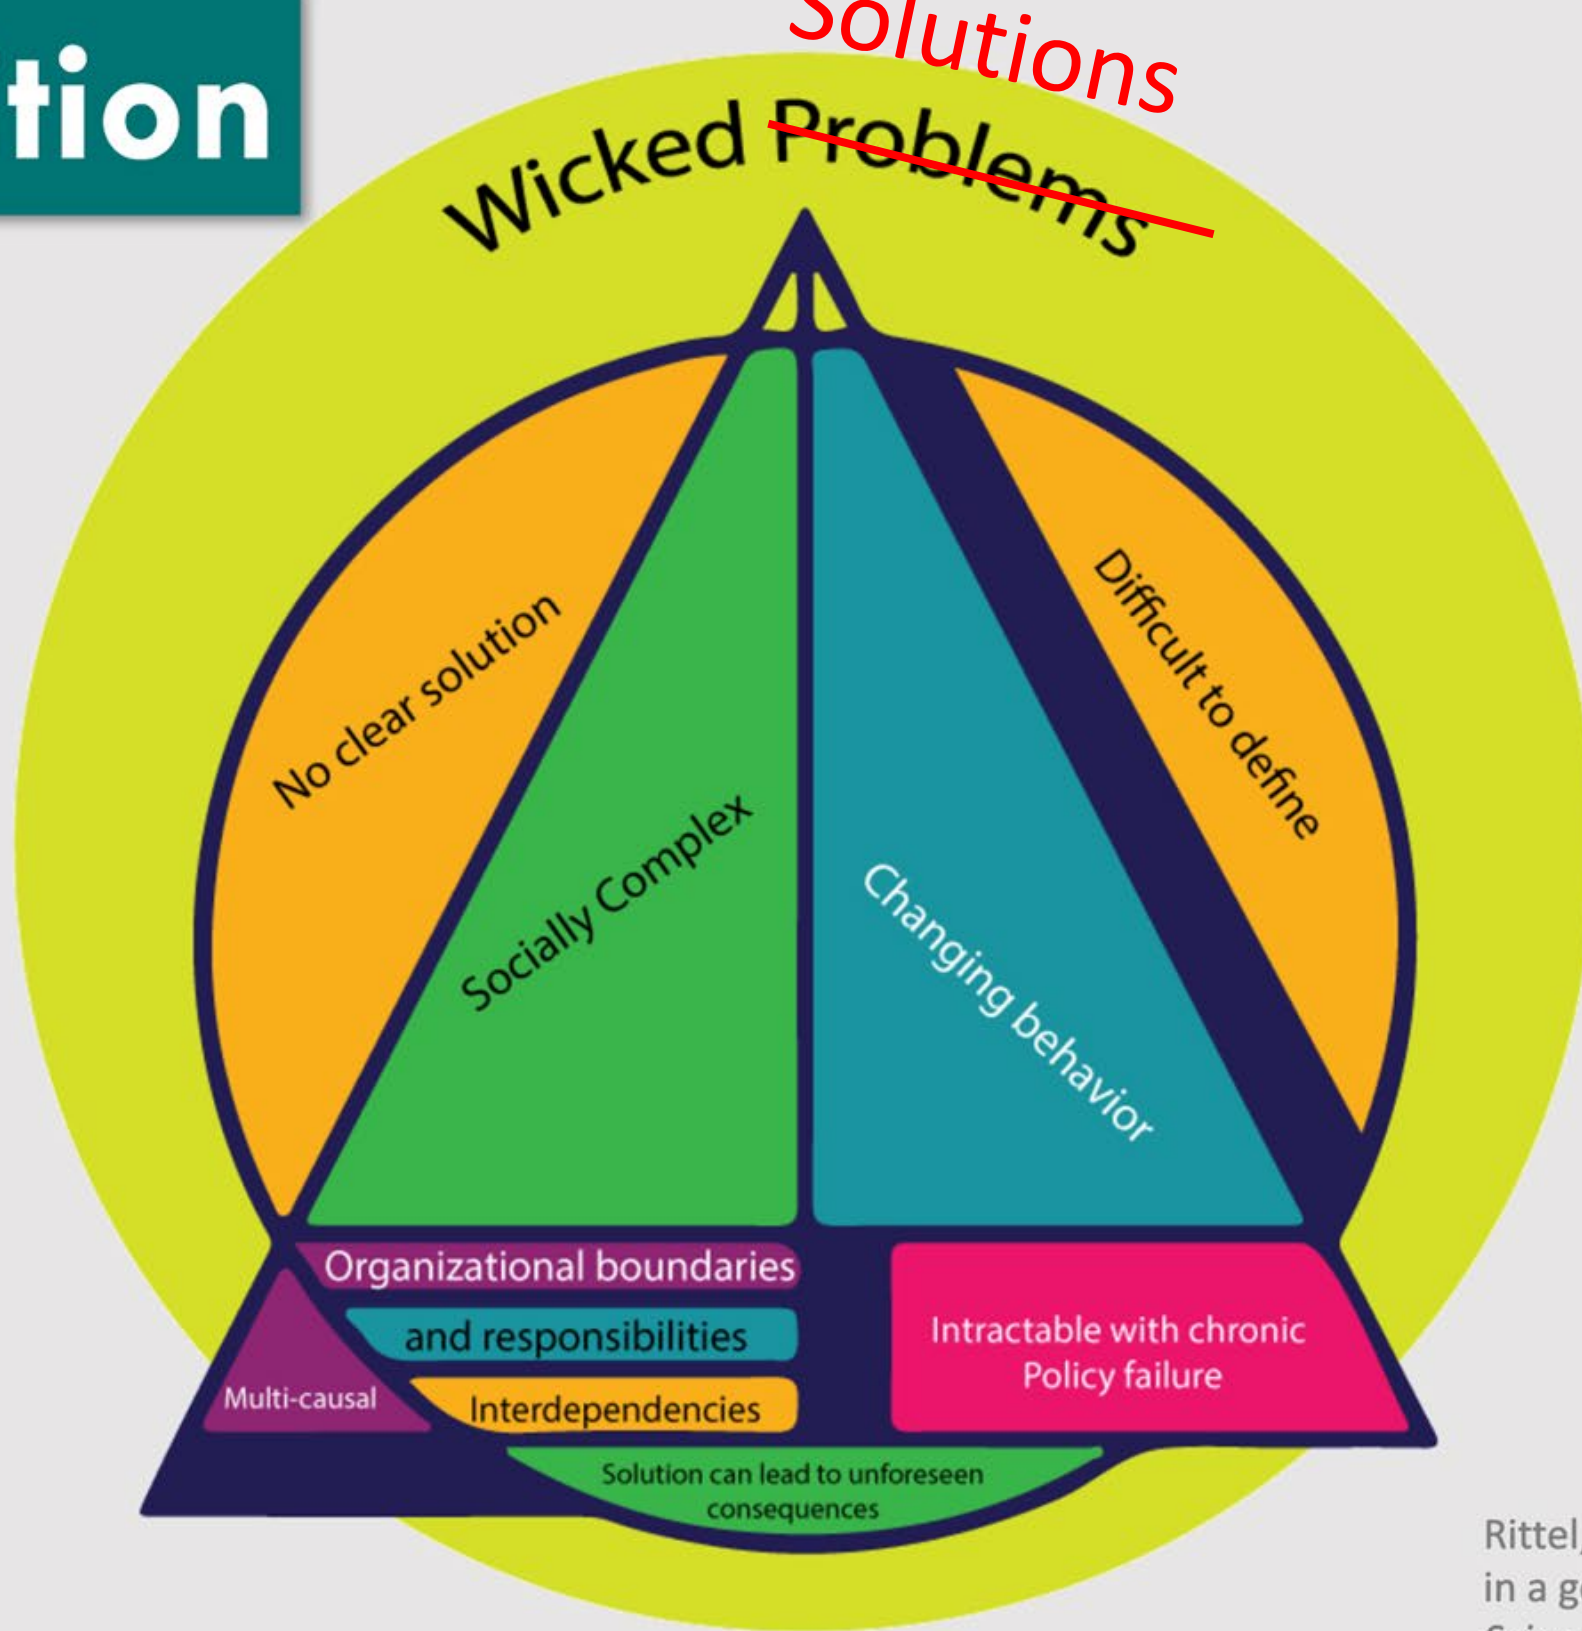 tion
Solutions
Wicked Problems
No clear solution
Socially Complex
Changing behavior
Difficult to define
Organizational boundaries
and responsibilities
Interdependencies
Multi-causal
Intractable with chronic
Policy failure
Solution can lead to unforeseen
consequences
Rittel,
in a